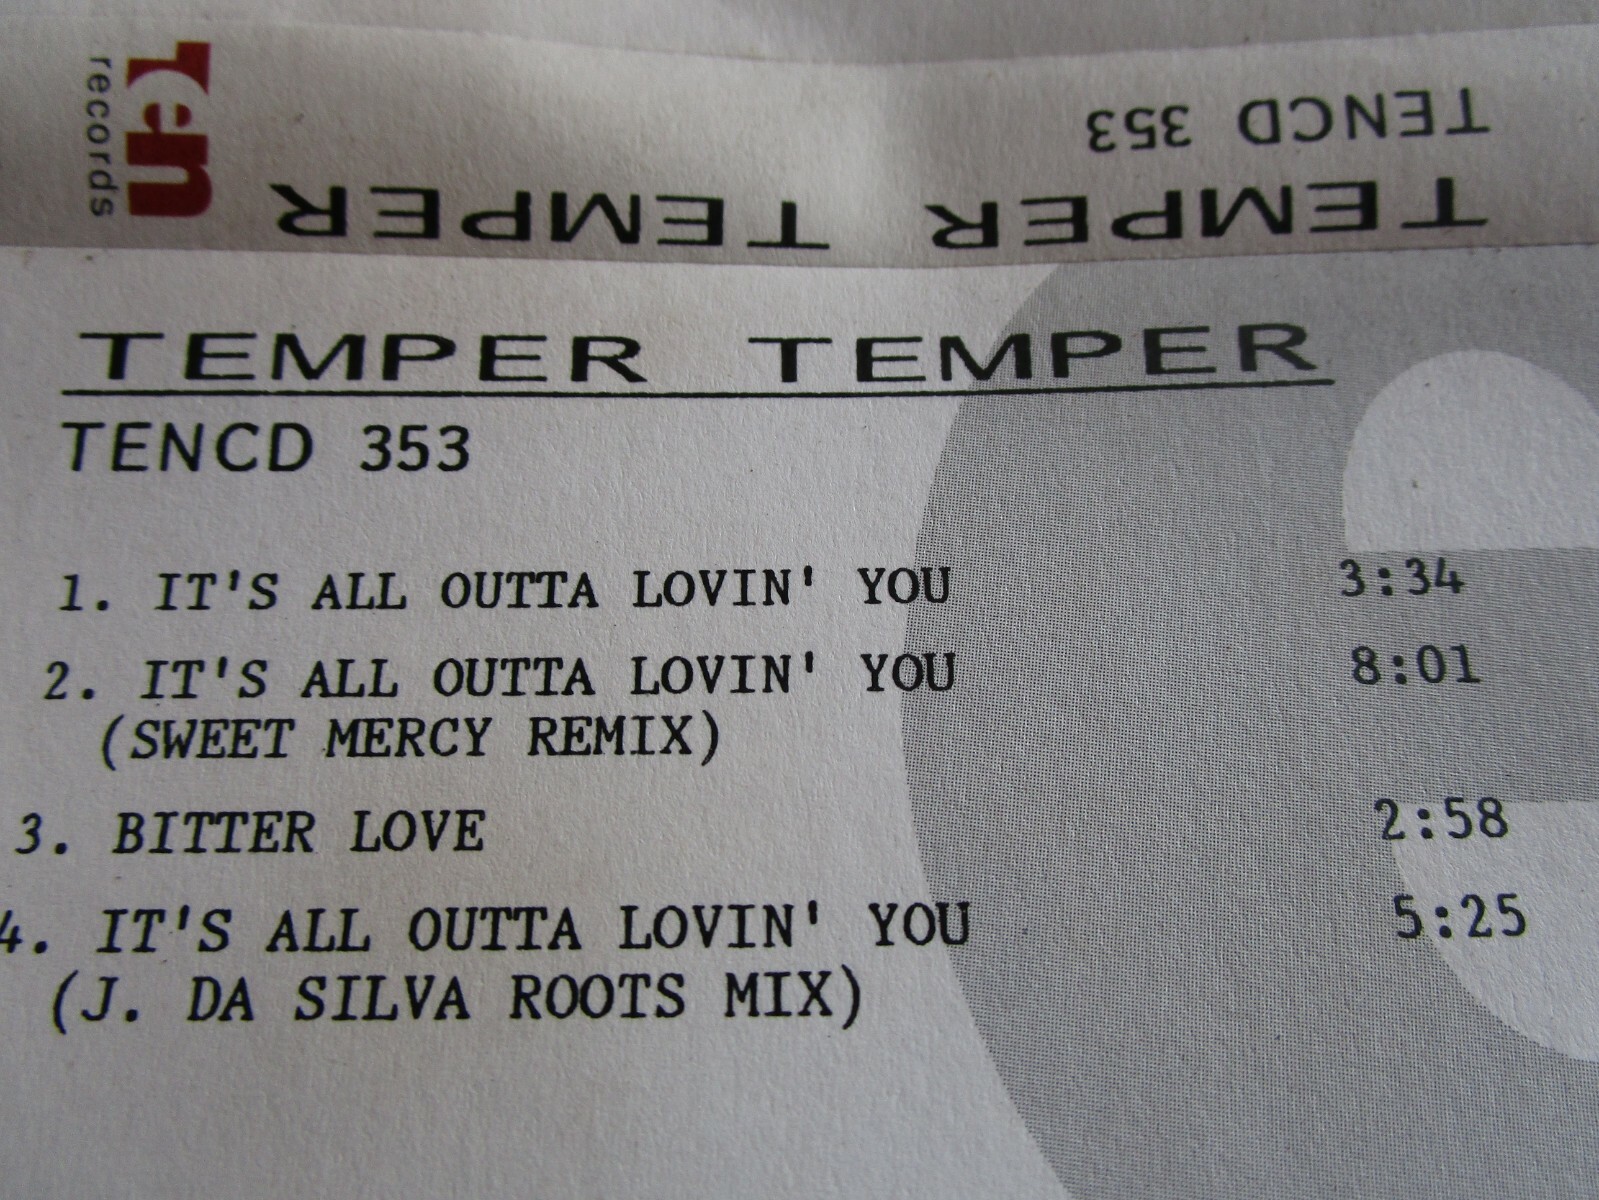 Ten
records
TENCD 353
TEMPER TEMPER
TEMPER TEMPER
TENCD 353
1. IT'S ALL OUTTA LOVIN' YOU 3:34
2. IT'S ALL OUTTA LOVIN' YOU 8:01
(SWEET MERCY REMIX)
3. BITTER LOVE 2:58
4. IT'S ALL OUTTA LOVIN' YOU 5:25
(J. DA SILVA ROOTS MIX)